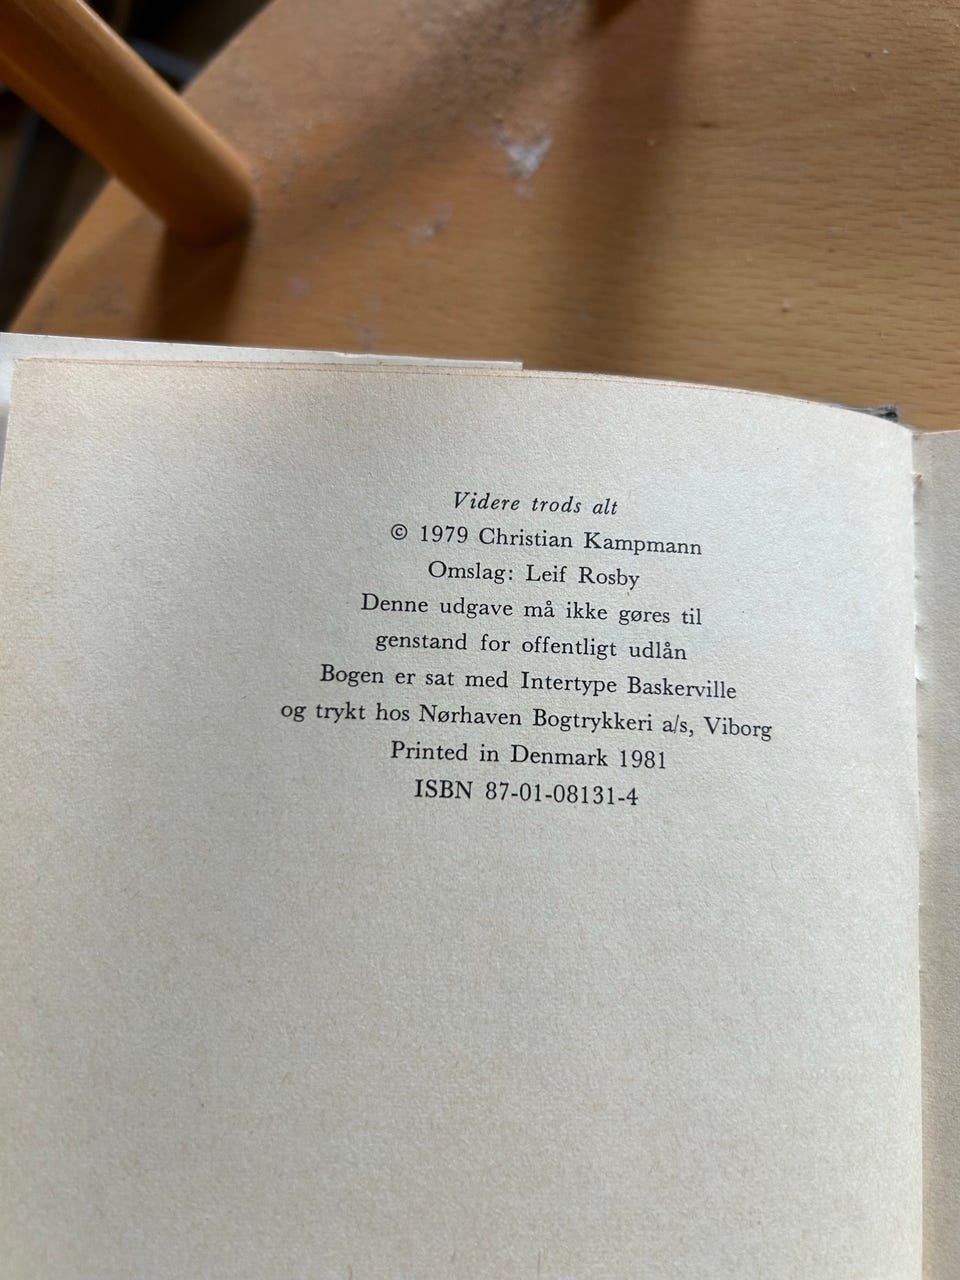 Videre trods alt
© 1979 Christian Kampmann
Omslag: Leif Rosby
Denne udgave må ikke gøres til
genstand for offentligt udlån
Bogen er sat med Intertype Baskerville
og trykt hos Nørhaven Bogtrykkeri a/s, Viborg
Printed in Denmark 1981
ISBN 87-01-08131-4